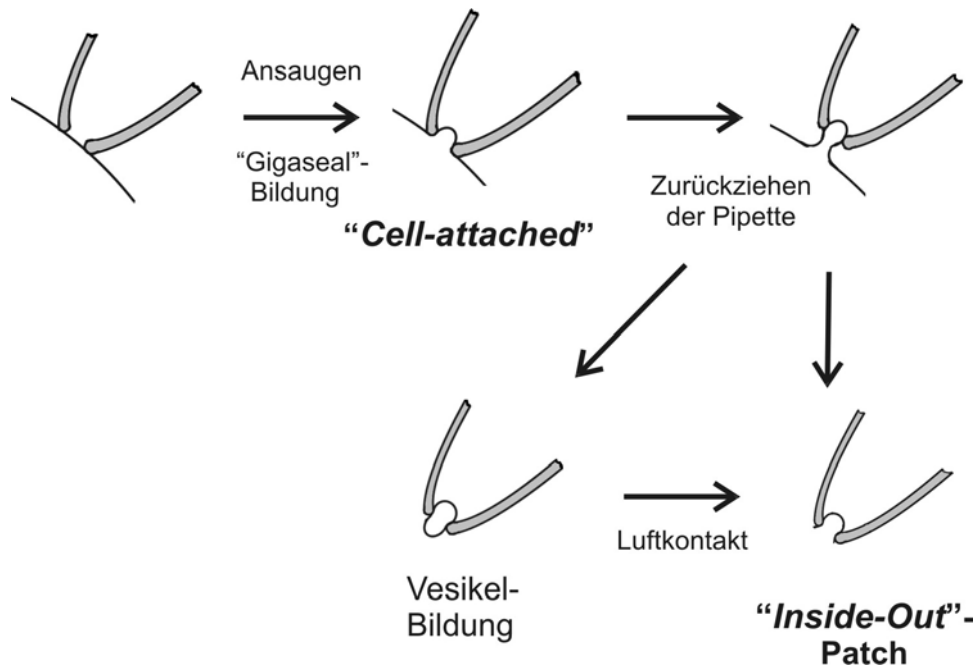 Ansaugen
“Gigaseal”-
Bildung
“Cell-attached”
Zurückziehen
der Pipette
Luftkontakt
Vesikel-
Bildung
“Inside-Out”-
Patch